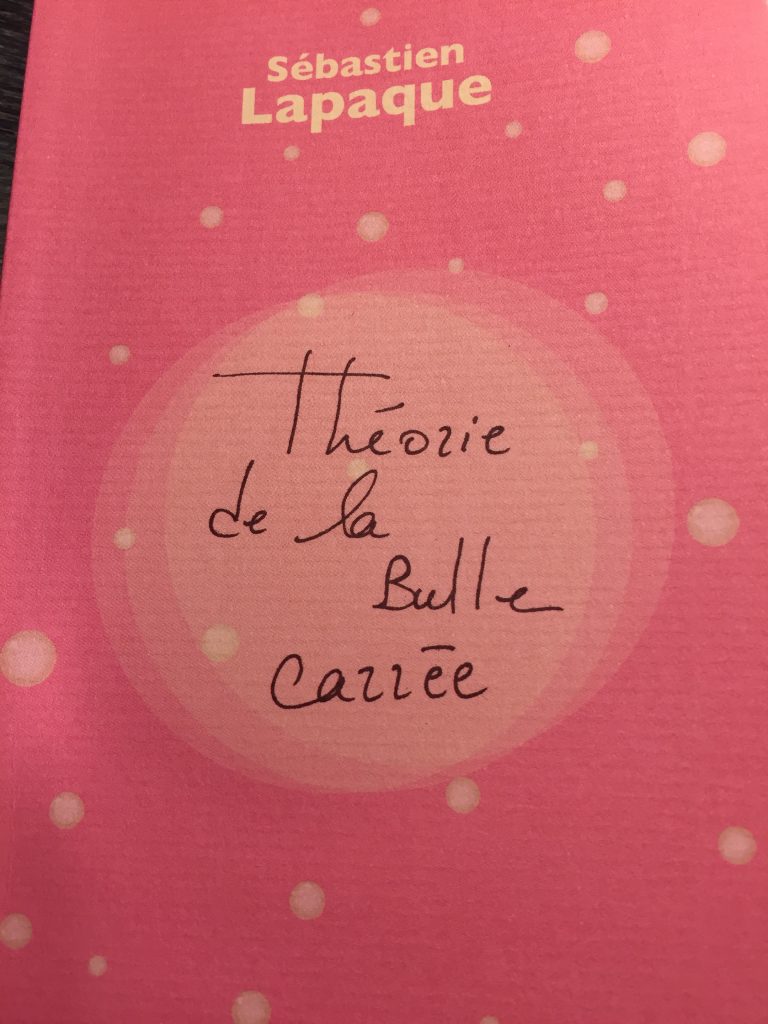 Sébastien
Lapaque
Théorie
de la
Bulle
Carrée